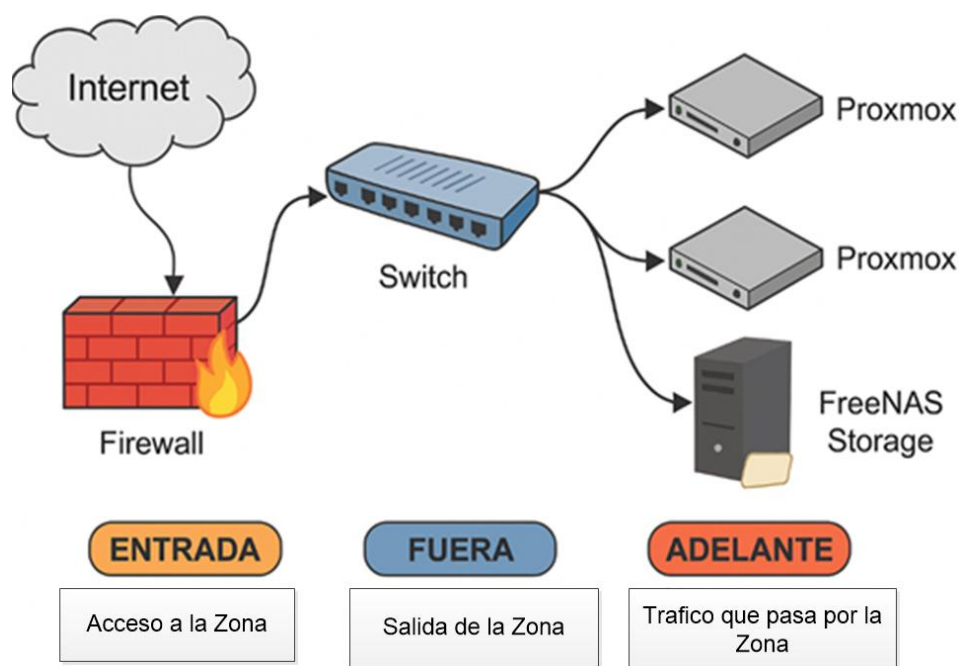 Internet
Proxmox
Switch
Proxmox
Firewall
FreeNAS
Storage
ENTRADA
FUERA
ADELANTE
Acceso a la Zona
Salida de la Zona
Trafico que pasa por la
Zona